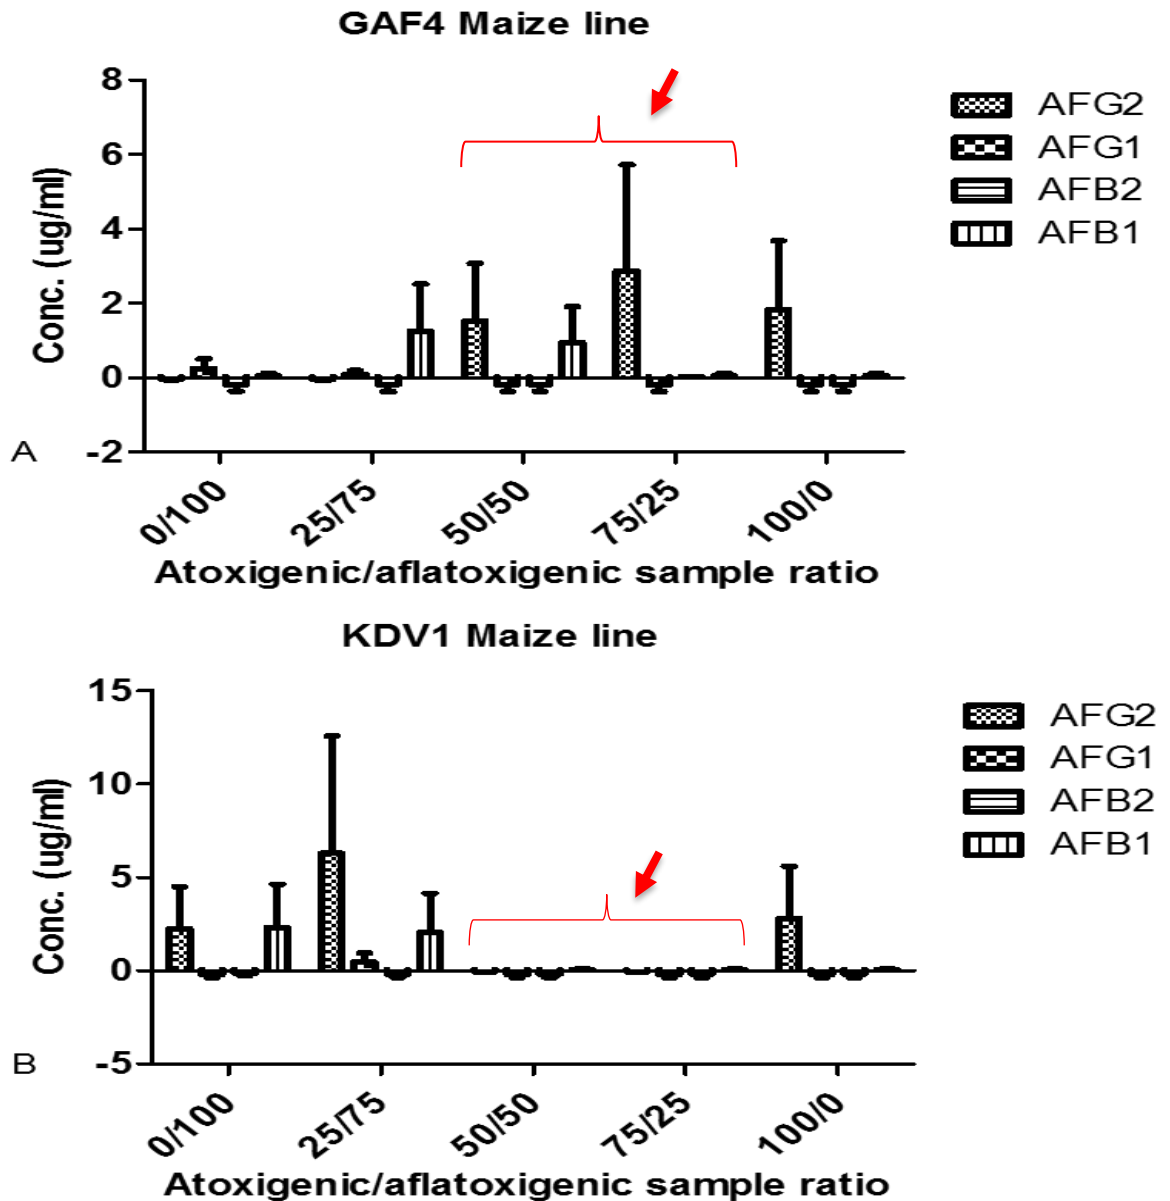 GAF4 Maize line
8
6
4
2
0
-2
Conc. (ug/ml)
AFG2
AFG1
AFB2
AFB1
A
0/100
25/75
50/50
75/25
100/0
Atoxigenic/aflatoxigenic sample ratio
KDV1 Maize line
15
10
5
0
-5
Conc. (ug/ml)
AFG2
AFG1
AFB2
AFB1
B
0/100
25/75
50/50
75/25
100/0
Atoxigenic/aflatoxigenic sample ratio